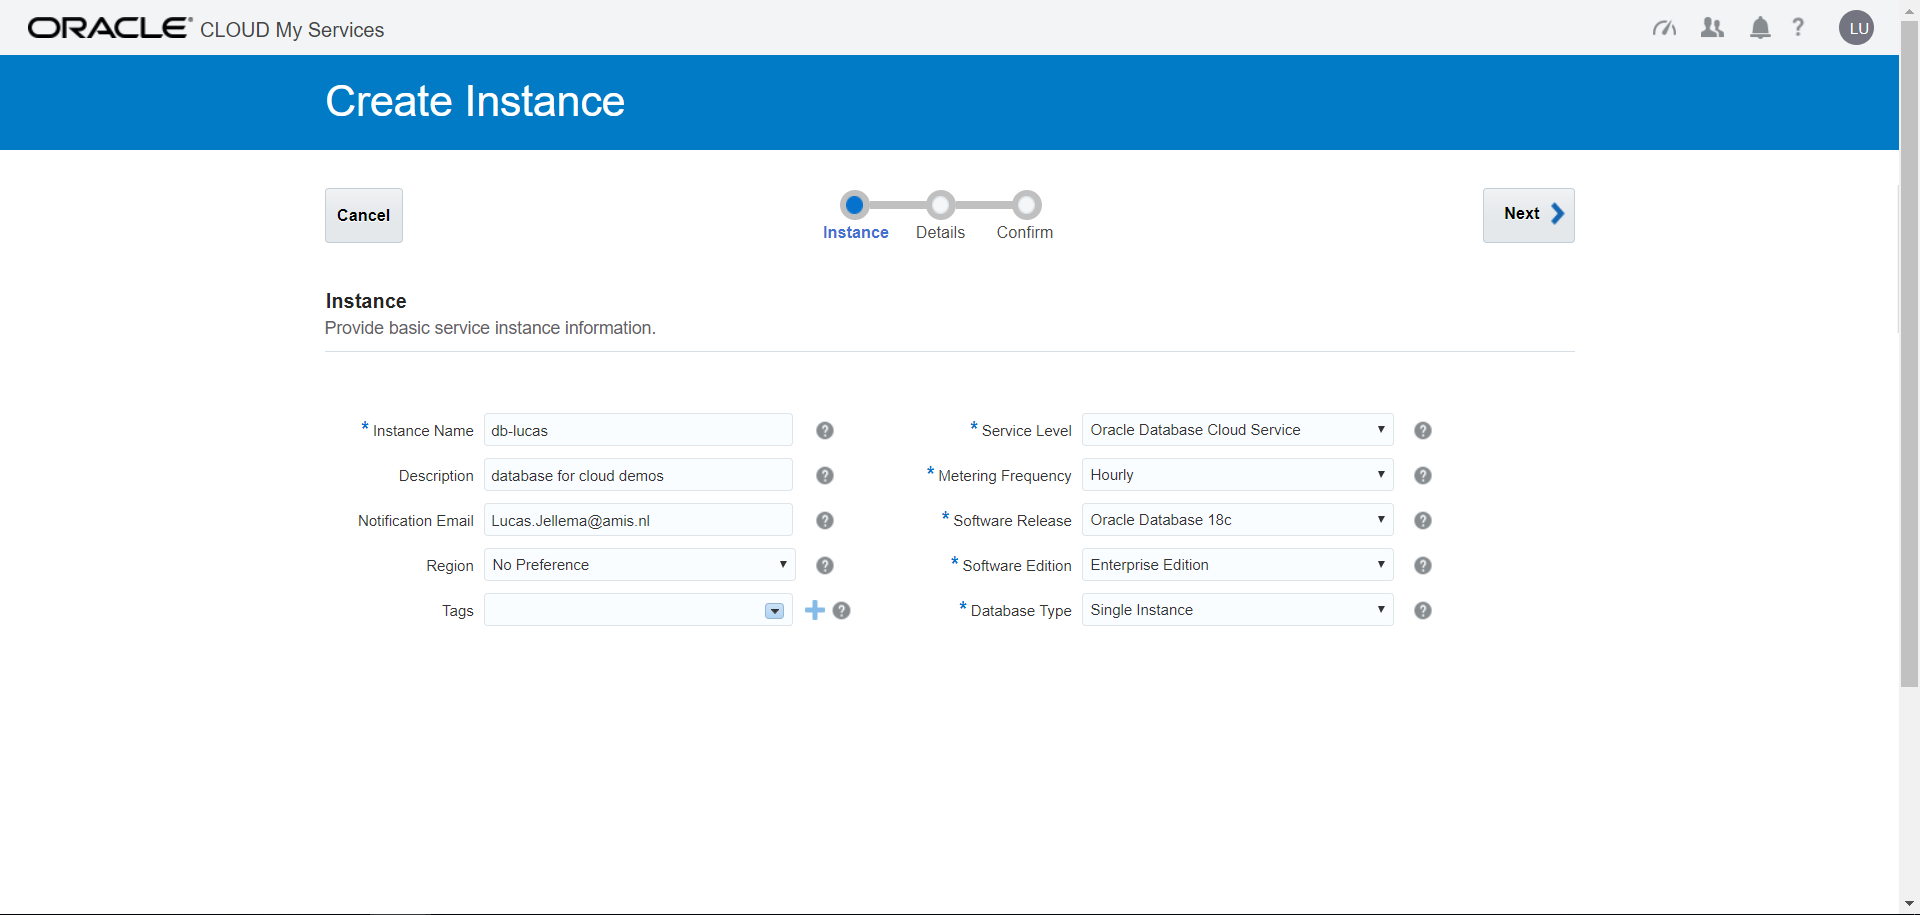 ORACLE® CLOUD My Services
? LU
Create Instance
Cancel
Instance Details Confirm
Next
Instance
Provide basic service instance information.
* Instance Name db-lucas ?
* Service Level Oracle Database Cloud Service ?
Description database for cloud demos ?
* Metering Frequency Hourly ?
Notification Email Lucas.Jellema@amis.nl ?
* Software Release Oracle Database 18c ?
Region No Preference ?
* Software Edition Enterprise Edition ?
Tags ?
* Database Type Single Instance ?